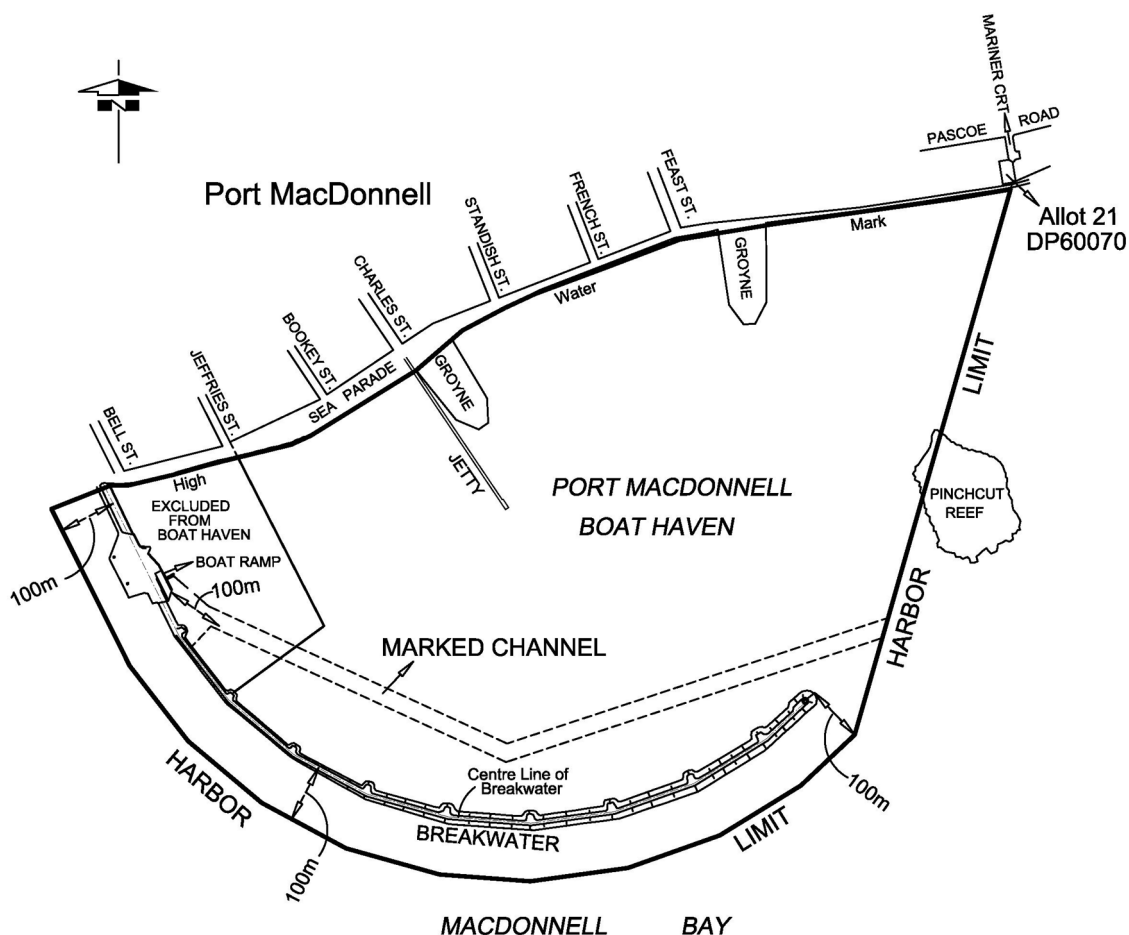 MARINER CRT
PASCOE ROAD
N
Port MacDonnell
FEAST ST.
FRENCH ST.
STANDISH ST.
Allot 21
DP60070
Mark
GROYNE
Water
CHARLES ST.
BOOKEY ST.
JEFFRIES ST.
SEA PARADE
GROYNE
LIMIT
BELL ST.
JETTY
High
PORT MACDONNELL
BOAT HAVEN
PINCHCUT
REEF
EXCLUDED
FROM
BOAT HAVEN
BOAT RAMP
100m
100m
HARBOR
MARKED CHANNEL
HARBOR
Centre Line of
Breakwater
100m
BREAKWATER
LIMIT
100m
MACDONNELL BAY